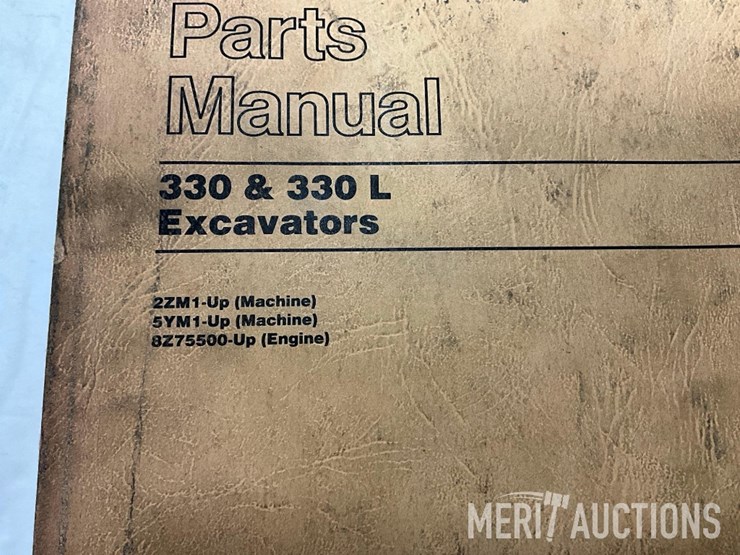 Parts
Manual
330 & 330 L
Excavators
2ZM1-Up (Machine)
5YM1-Up (Machine)
8Z75500-Up (Engine)
MERIT AUCTIONS